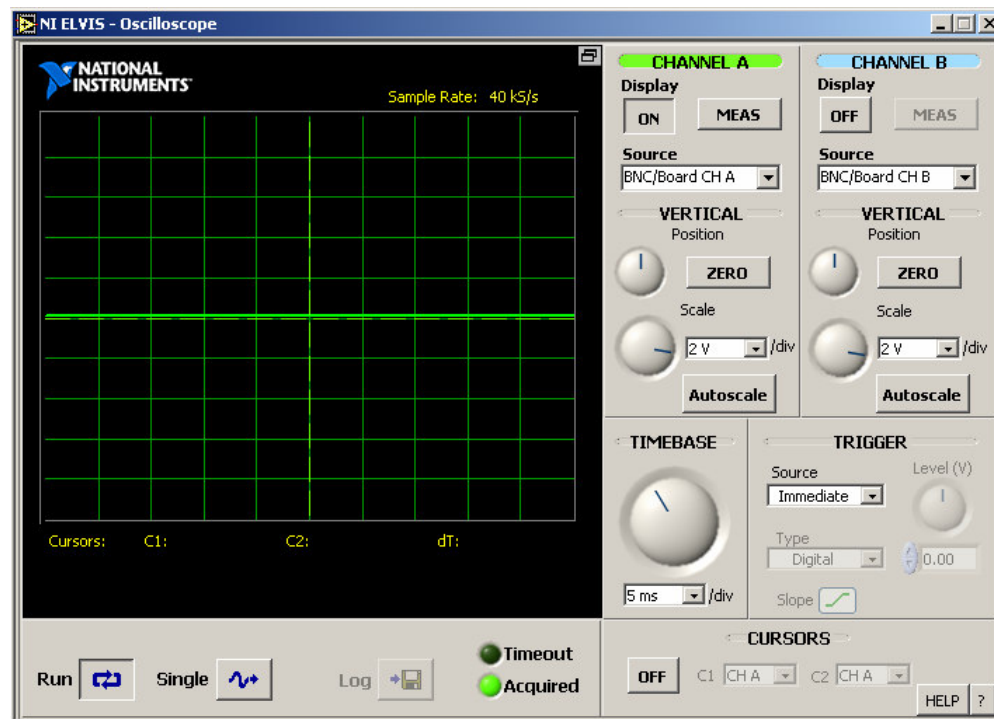 NI ELVIS - Oscilloscope
NATIONAL
INSTRUMENTS™
Sample Rate: 40 kS/s
Cursors: C1: C2: dT:
CHANNEL A
Display
ON MEAS
Source
BNC/Board CH A
VERTICAL
Position
ZERO
Scale
2 V /div
Autoscale
CHANNEL B
Display
OFF MEAS
Source
BNC/Board CH B
VERTICAL
Position
ZERO
Scale
2 V /div
Autoscale
TIMEBASE
5 ms /div
TRIGGER
Source
Immediate
Level (V)
Type
Digital
0.00
Slope
Run Single Log
Timeout
Acquired
CURSORS
OFF C1 CH A C2 CH A
HELP ?